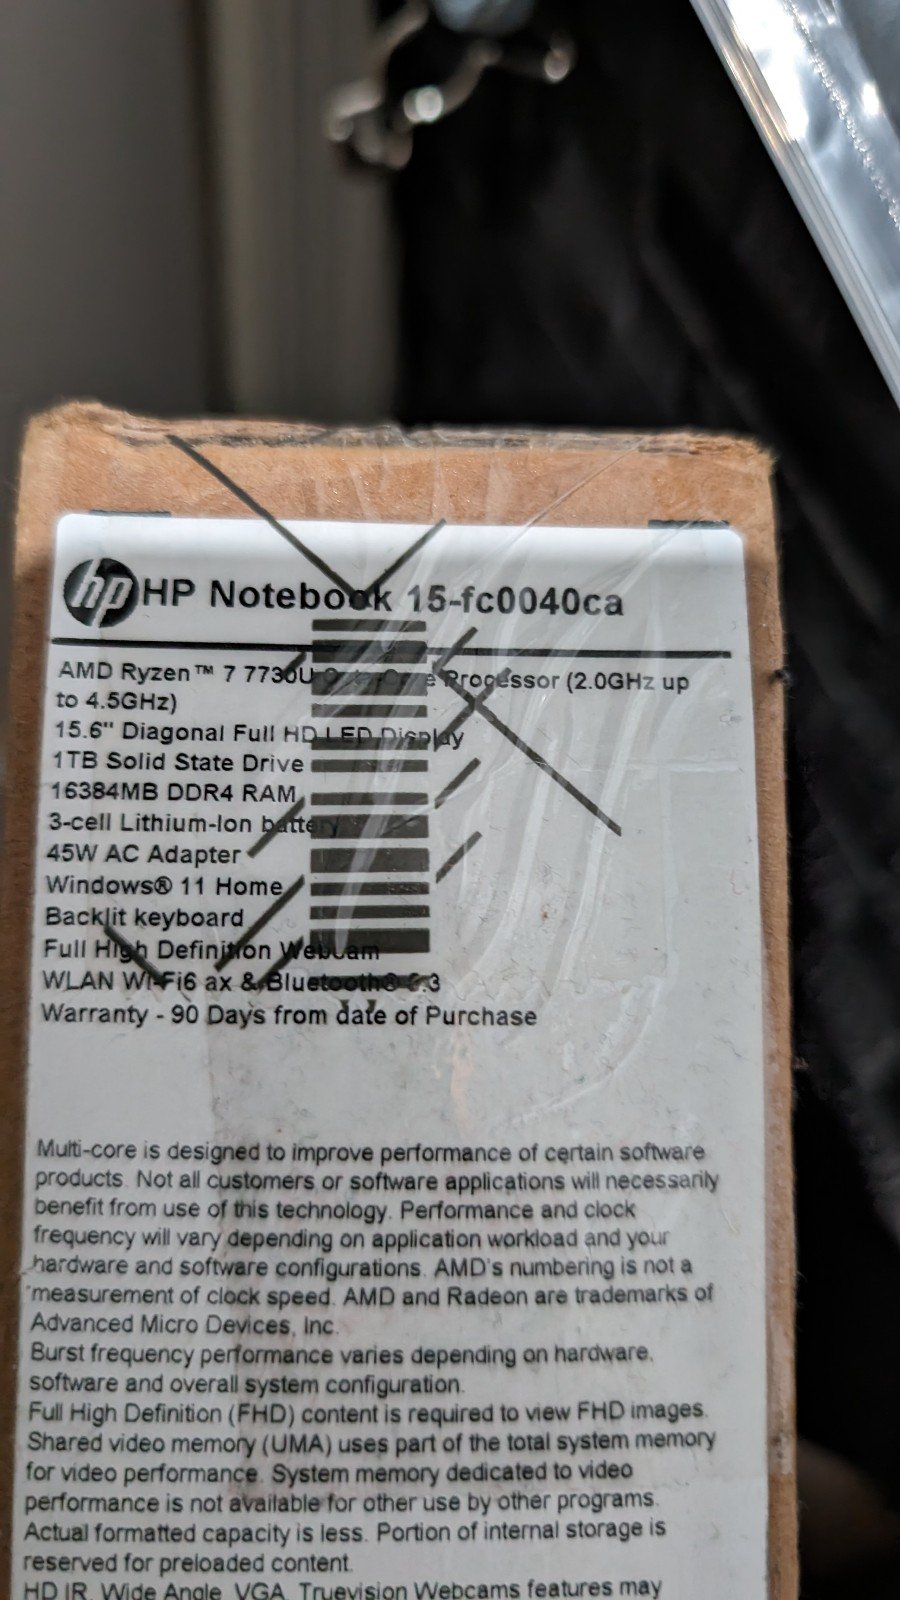 hp HP Notebook 15-fc0040ca
AMD Ryzen™ 7 7730U Processor (2.0GHz up
to 4.5GHz)
15.6" Diagonal Full HD LED Display
1TB Solid State Drive
16384MB DDR4 RAM
3-cell Lithium-Ion battery
45W AC Adapter
Windows® 11 Home
Backlit keyboard
Full High Definition Webcam
WLAN Wi-Fi6 ax & Bluetooth®
Warranty - 90 Days from date of Purchase
Multi-core is designed to improve performance of certain software
products. Not all customers or software applications will necessarily
benefit from use of this technology. Performance and clock
frequency will vary depending on application workload and your
hardware and software configurations. AMD's numbering is not a
measurement of clock speed. AMD and Radeon are trademarks of
Advanced Micro Devices, Inc.
Burst frequency performance varies depending on hardware,
software and overall system configuration.
Full High Definition (FHD) content is required to view FHD images.
Shared video memory (UMA) uses part of the total system memory
for video performance. System memory dedicated to video
performance is not available for other use by other programs.
Actual formatted capacity is less. Portion of internal storage is
reserved for preloaded content.
HD IR, Wide Angle, VGA, Truevision Webcams features may